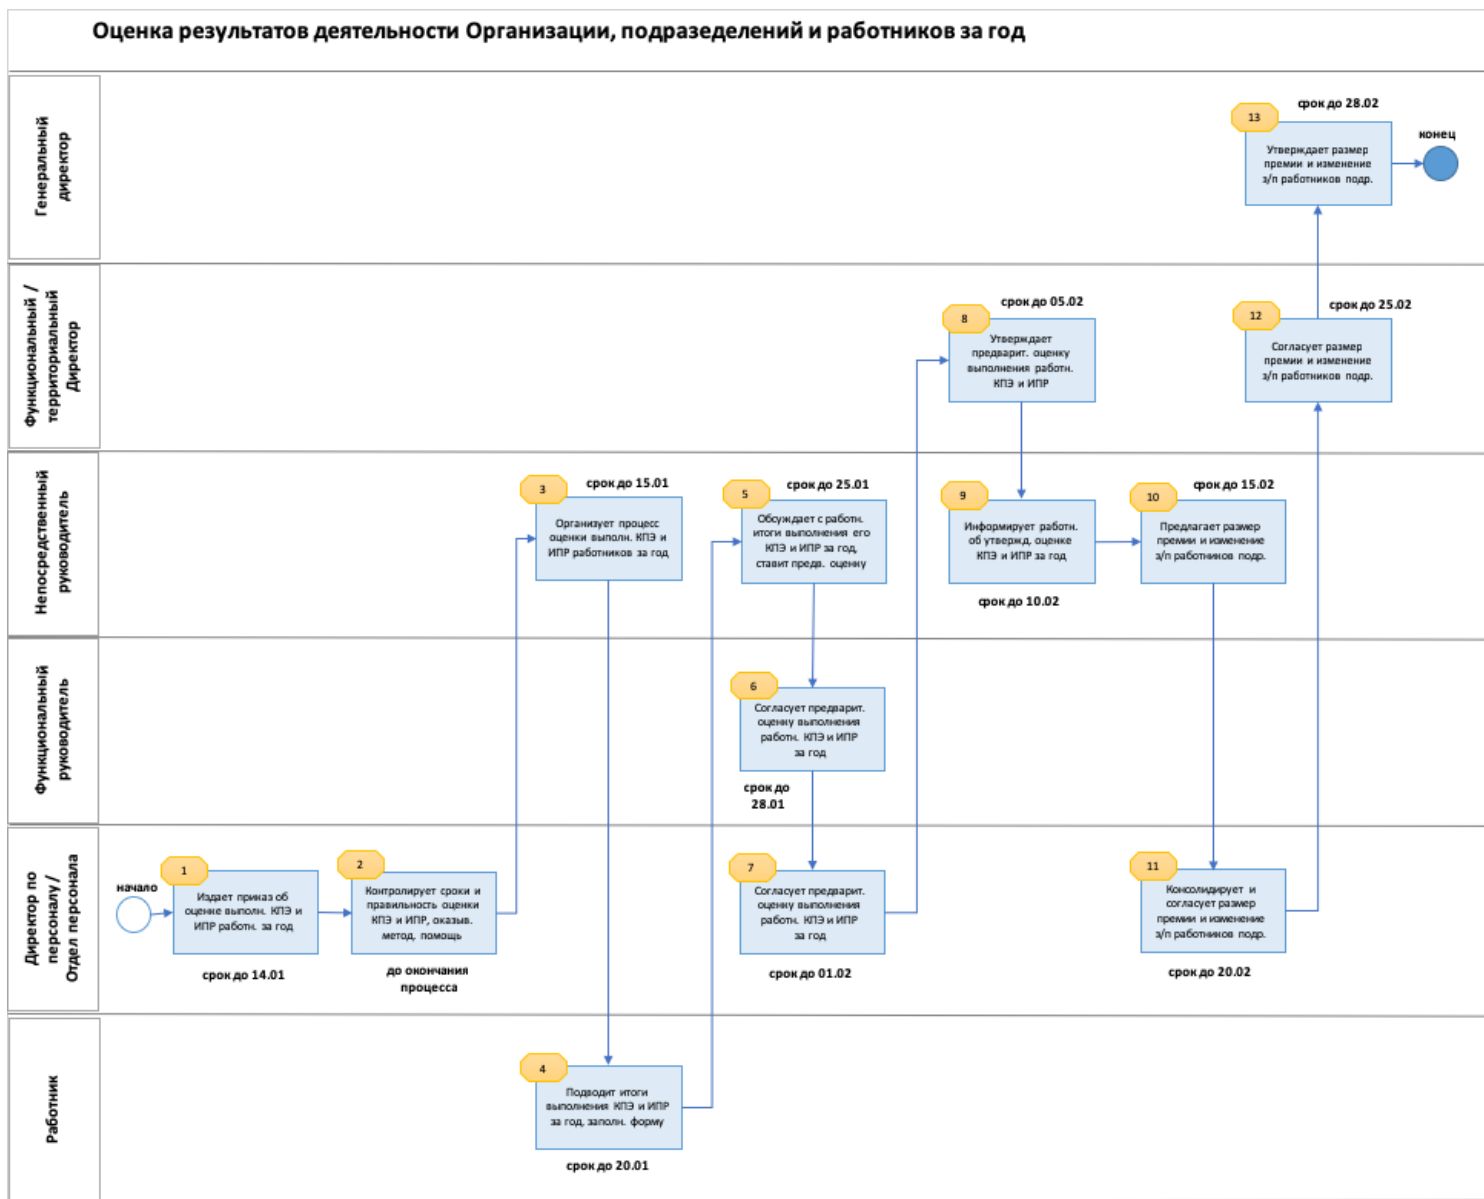 Оценка результатов деятельности Организации, подразеделений и работников за год
Генеральный
директор
срок до 28.02
13
Утверждает размер
премии и изменение
з/п работников подр.
конец
Функциональный /
территориальный
Директор
срок до 05.02
8
Утверждает
предварит. оценку
выполнения работн.
КПЭ и ИПР
срок до 25.02
12
Согласует размер
премии и изменение
з/п работников подр.
Непосредственный
руководитель
3
срок до 15.01
Организует процесс
оценки выполн. КПЭ и
ИПР работников за год
5
срок до 25.01
Обсуждает с работн.
итоги выполнения его
КПЭ и ИПР за год,
ставит предв. оценку
9
Информирует работн.
об утвержд. оценке
КПЭ и ИПР за год
срок до 10.02
10
срок до 15.02
Предлагает размер
премии и изменение
з/п работников подр.
Функциональный
руководитель
6
Согласует предварит.
оценку выполнения
работн. КПЭ и ИПР
за год
срок до
28.01
Директор по
персоналу/
Отдел персонала
начало
1
Издает приказ об
оценке выполн. КПЭ и
ИПР работн. за год
срок до 14.01
2
Контролирует сроки и
правильность оценки
КПЭ и ИПР, оказыв.
метод. помощь
до окончания
процесса
7
Согласует предварит.
оценку выполнения
работн. КПЭ и ИПР
за год
срок до 01.02
11
Консолидирует и
согласует размер
премии и изменение
з/п работников подр.
срок до 20.02
Работник
4
Подводит итоги
выполнения КПЭ и ИПР
за год, заполн. форму
срок до 20.01